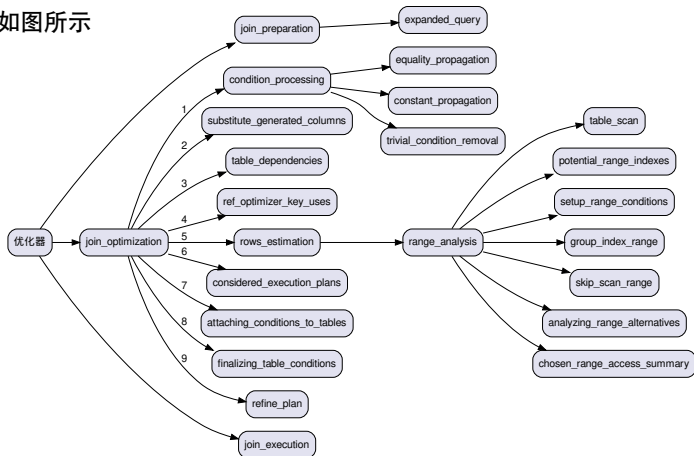 如图所示
join_preparation
expanded_query
condition_processing
equality_propagation
constant_propagation
trivial_condition_removal
1
substitute_generated_columns
2
table_dependencies
3
ref_optimizer_key_uses
4
优化器
join_optimization
5
rows_estimation
range_analysis
table_scan
potential_range_indexes
setup_range_conditions
group_index_range
skip_scan_range
analyzing_range_alternatives
chosen_range_access_summary
6
considered_execution_plans
7
attaching_conditions_to_tables
8
finalizing_table_conditions
9
refine_plan
join_execution